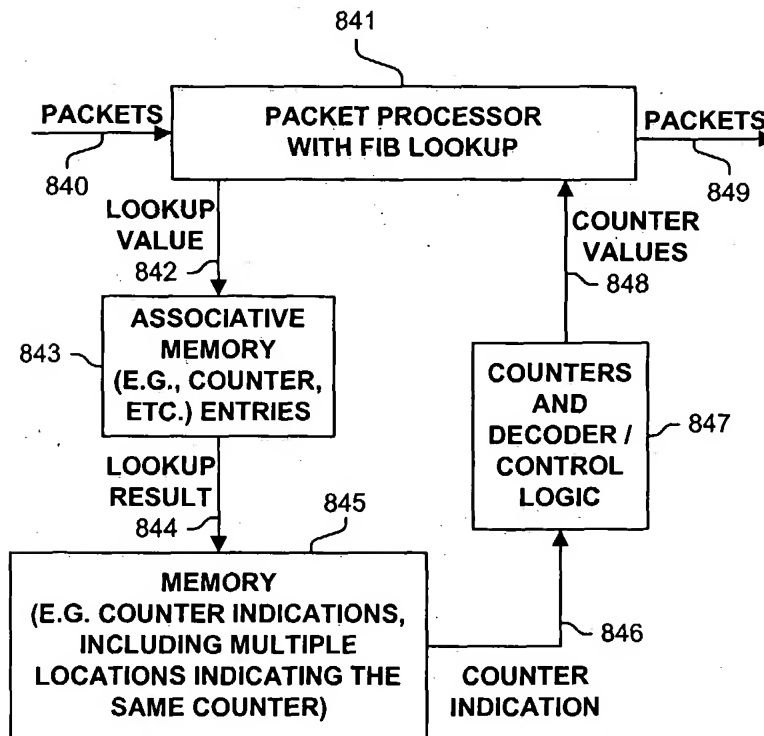 841
PACKETS
840
PACKET PROCESSOR
WITH FIB LOOKUP
PACKETS
849
LOOKUP
VALUE
842
COUNTER
VALUES
848
843
ASSOCIATIVE
MEMORY
(E.G., COUNTER,
ETC.) ENTRIES
COUNTERS
AND
DECODER /
CONTROL
LOGIC
847
LOOKUP
RESULT
844
845
MEMORY
(E.G. COUNTER INDICATIONS,
INCLUDING MULTIPLE
LOCATIONS INDICATING THE
SAME COUNTER)
846
COUNTER
INDICATION